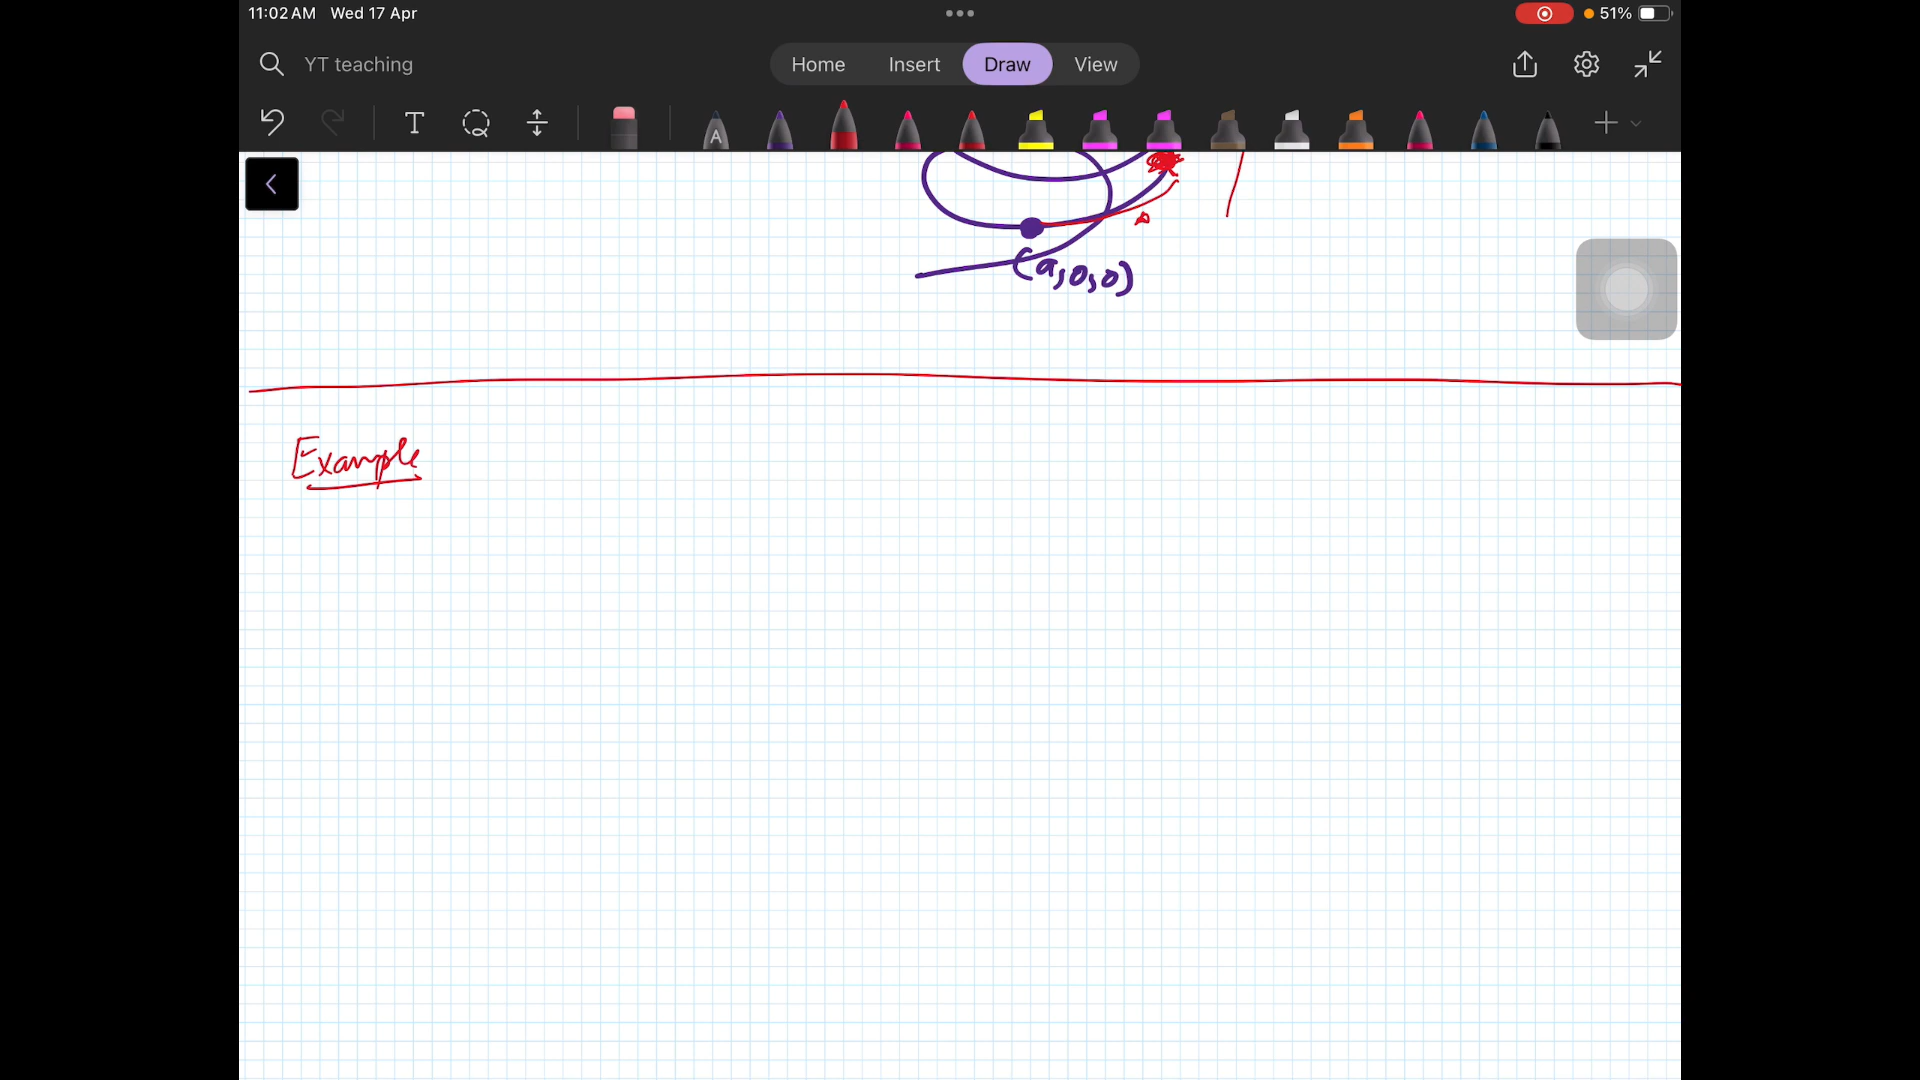 11:02 AM Wed 17 Apr
51%
YT teaching
Home Insert Draw View
T
A
(a,0,0)
Example